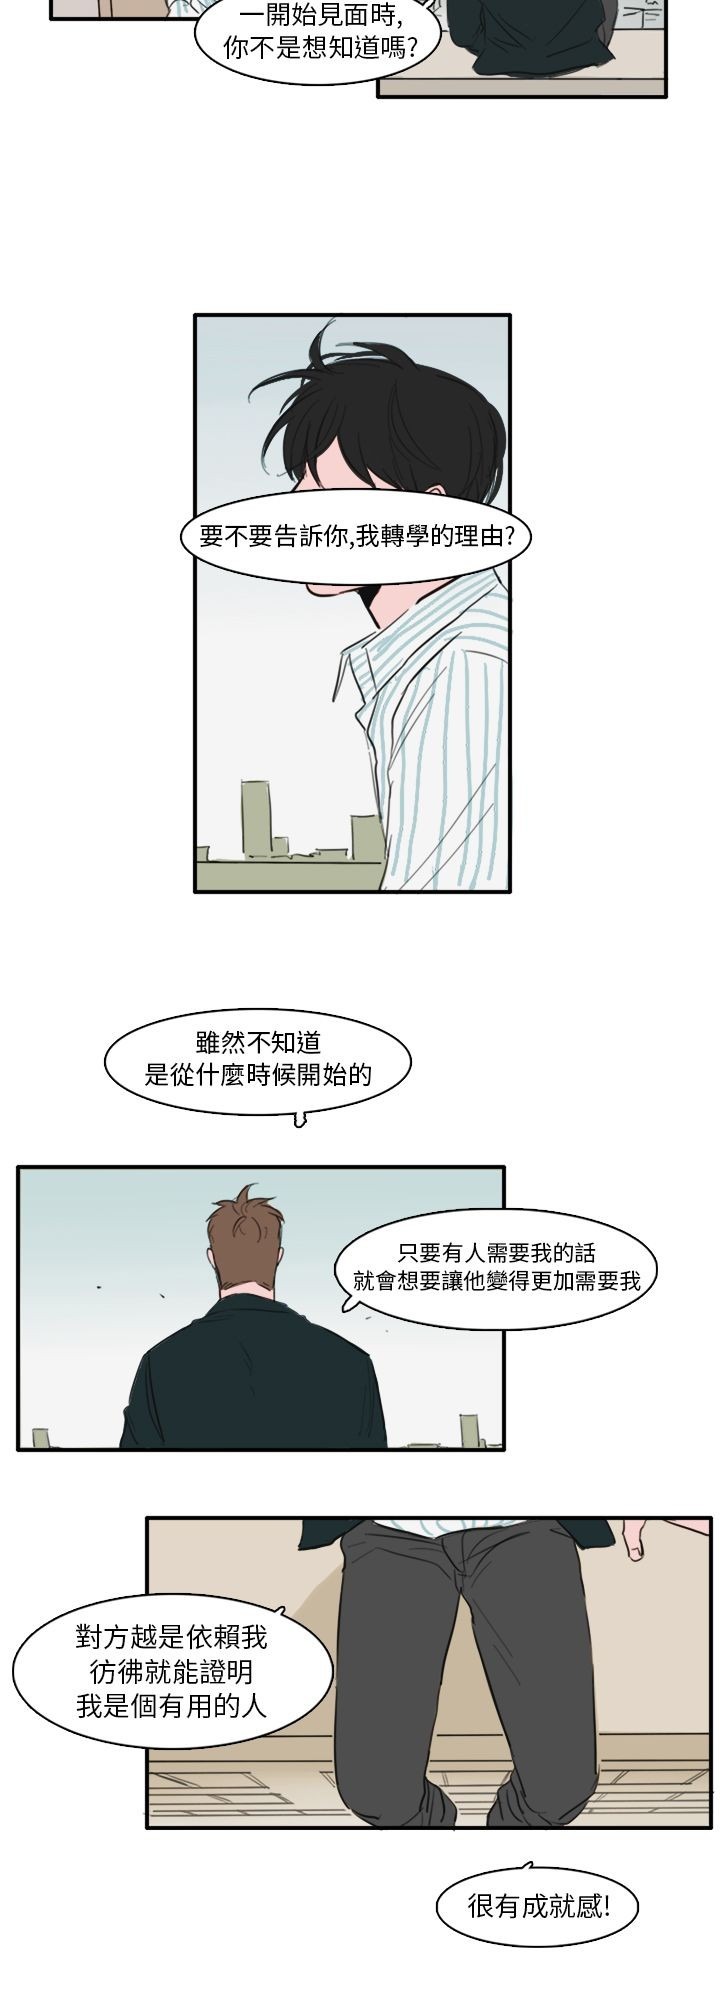 一開始見面時,
你不是想知道嗎?
要不要告訴你,我轉學的理由?
雖然不知道
是從什麼時候開始的
只要有人需要我的話
就會想要讓他變得更加需要我
對方越是依賴我
彷彿就能證明
我是個有用的人
很有成就感!